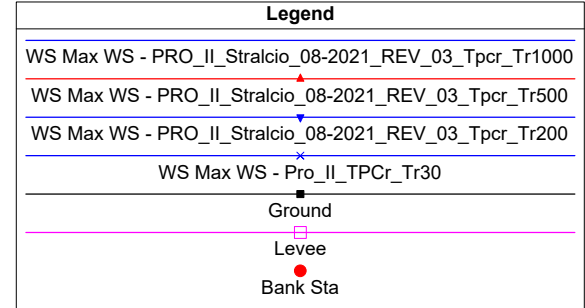 Legend
WS Max WS - PRO_II_Stralcio_08-2021_REV_03_Tpcr_Tr1000
WS Max WS - PRO_II_Stralcio_08-2021_REV_03_Tpcr_Tr500
WS Max WS - PRO_II_Stralcio_08-2021_REV_03_Tpcr_Tr200
WS Max WS - Pro_II_TPCr_Tr30
Ground
Levee
Bank Sta